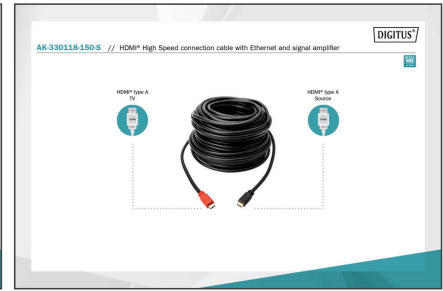 DIGITUS®
AK-330118-150-S // HDMI® High Speed connection cable with Ethernet and signal amplifier
HD
HDMI® type A
TV
HDMI® type A
Source